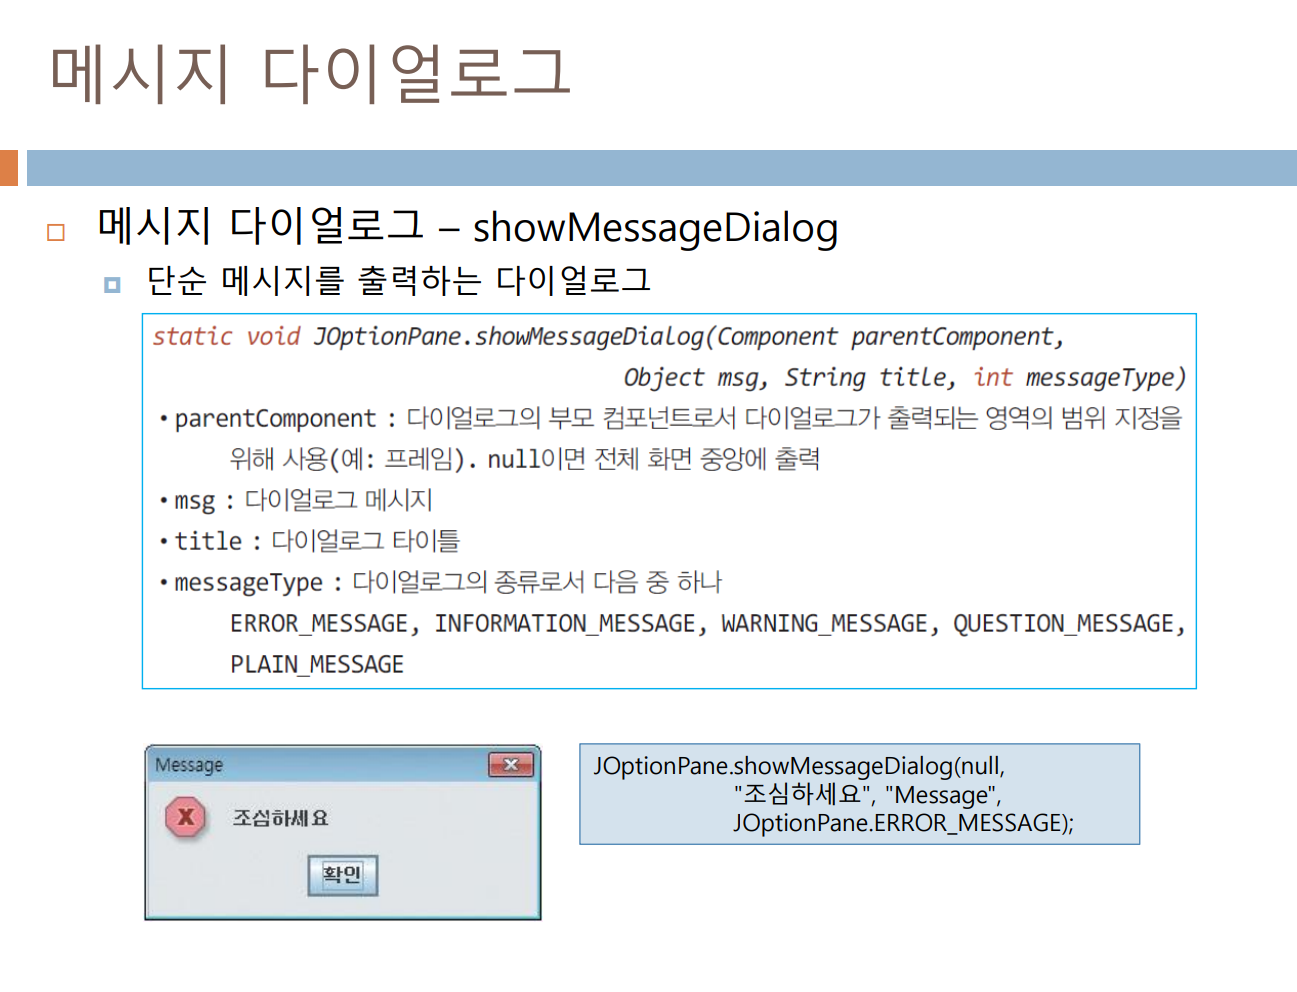 메시지 다이얼로그
메시지 다이얼로그 – showMessageDialog
단순 메시지를 출력하는 다이얼로그
static void JOptionPane.showMessageDialog(Component parentComponent,
Object msg, String title, int messageType)
• parentComponent : 다이얼로그의 부모 컴포넌트로서 다이얼로그가 출력되는 영역의 범위 지정을
위해 사용(예: 프레임). null이면 전체 화면 중앙에 출력
• msg : 다이얼로그 메시지
• title : 다이얼로그 타이틀
• messageType : 다이얼로그의 종류로서 다음 중 하나
ERROR_MESSAGE, INFORMATION_MESSAGE, WARNING_MESSAGE, QUESTION_MESSAGE,
PLAIN_MESSAGE
Message
조심하세요
확인
JOptionPane.showMessageDialog(null,
"조심하세요", "Message",
JOptionPane.ERROR_MESSAGE);